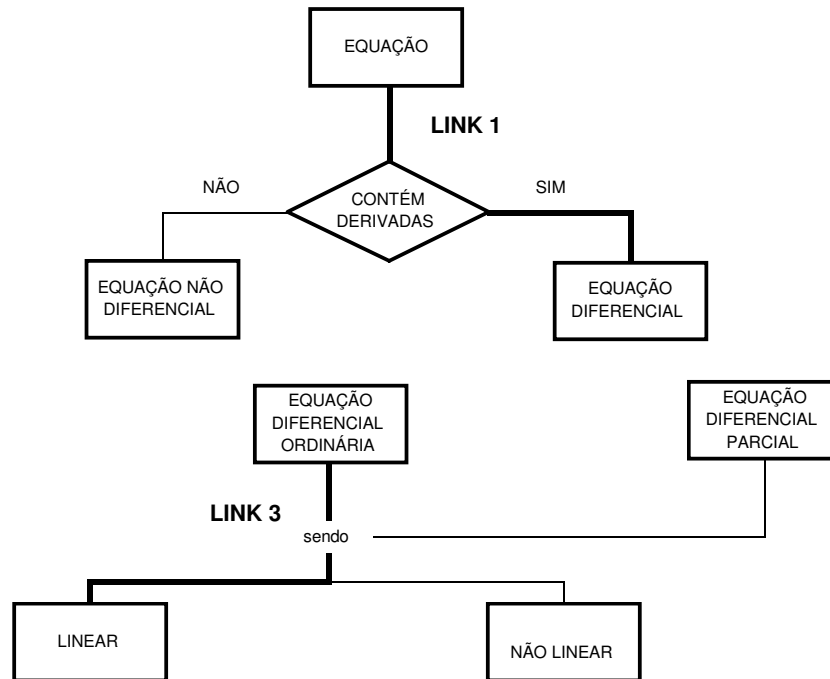 EQUAÇÃO
LINK 1
NÃO
SIM
CONTÉM
DERIVADAS
EQUAÇÃO NÃO
DIFERENCIAL
EQUAÇÃO
DIFERENCIAL
EQUAÇÃO
DIFERENCIAL
ORDINÁRIA
EQUAÇÃO
DIFERENCIAL
PARCIAL
LINK 3
sendo
LINEAR
NÃO LINEAR